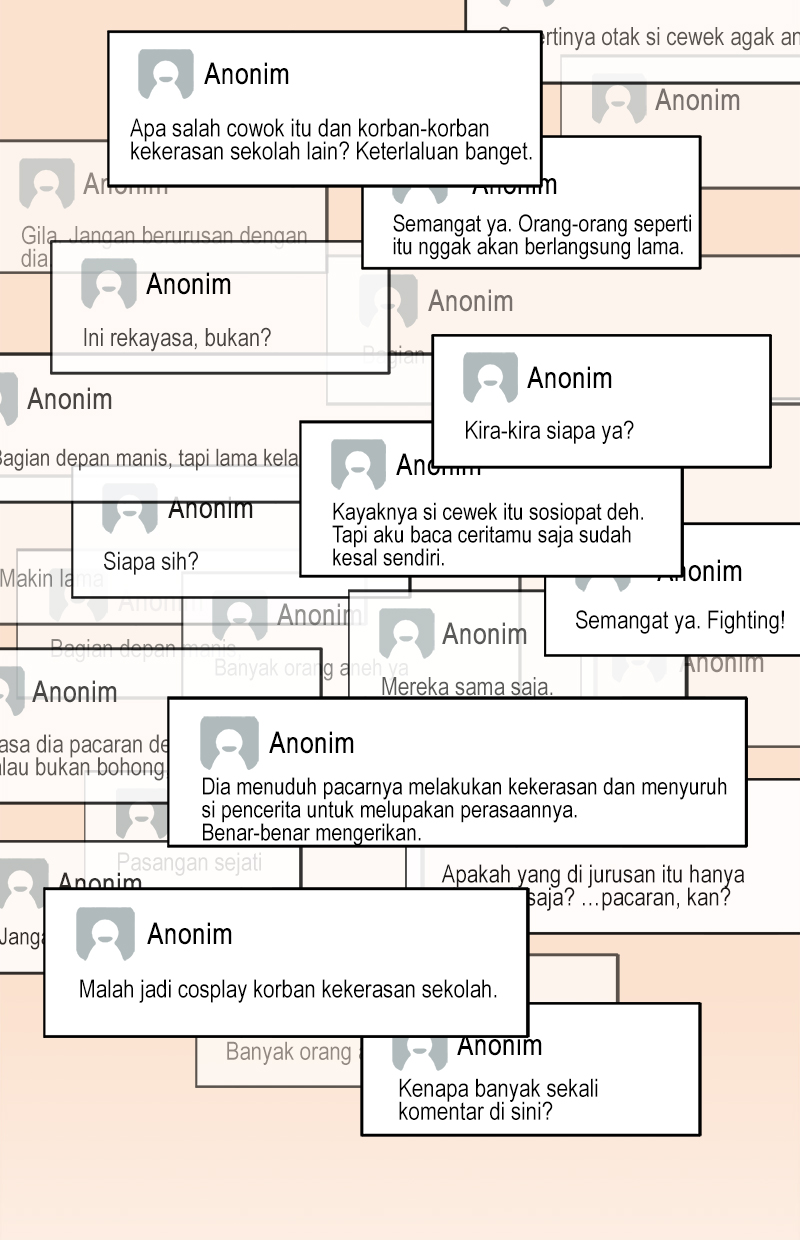 ertinya otak si cewek agak an
Anonim
Apa salah cowok itu dan korban-korban
kekerasan sekolah lain? Keterlaluan banget.
Anonim
Anonim
Gila. Jangan berurusan dengan
dia
Anonim
Semangat ya. Orang-orang seperti
itu nggak akan berlangsung lama.
Anonim
Ini rekayasa, bukan?
Anonim
Bagian
Anonim
Kira-kira siapa ya?
Anonim
Bagian depan manis, tapi lama kela
Anonim
Kayaknya si cewek itu sosiopat deh.
Tapi aku baca ceritamu saja sudah
kesal sendiri.
Anonim
Siapa sih?
Makin lama
Anonim
Bagian depan manis
Anonim
Banyak orang aneh ya
Anonim
Mereka sama saja.
Anonim
Semangat ya. Fighting!
Anonim
Anonim
asa dia pacaran de
alau bukan bohong
Anonim
Dia menuduh pacarnya melakukan kekerasan dan menyuruh
si pencerita untuk melupakan perasaannya.
Benar-benar mengerikan.
Pasangan sejati
Apakah yang di jurusan itu hanya
saja? ...pacaran, kan?
Anonim
Janga
Anonim
Malah jadi cosplay korban kekerasan sekolah.
Banyak orang
Anonim
Kenapa banyak sekali
komentar di sini?